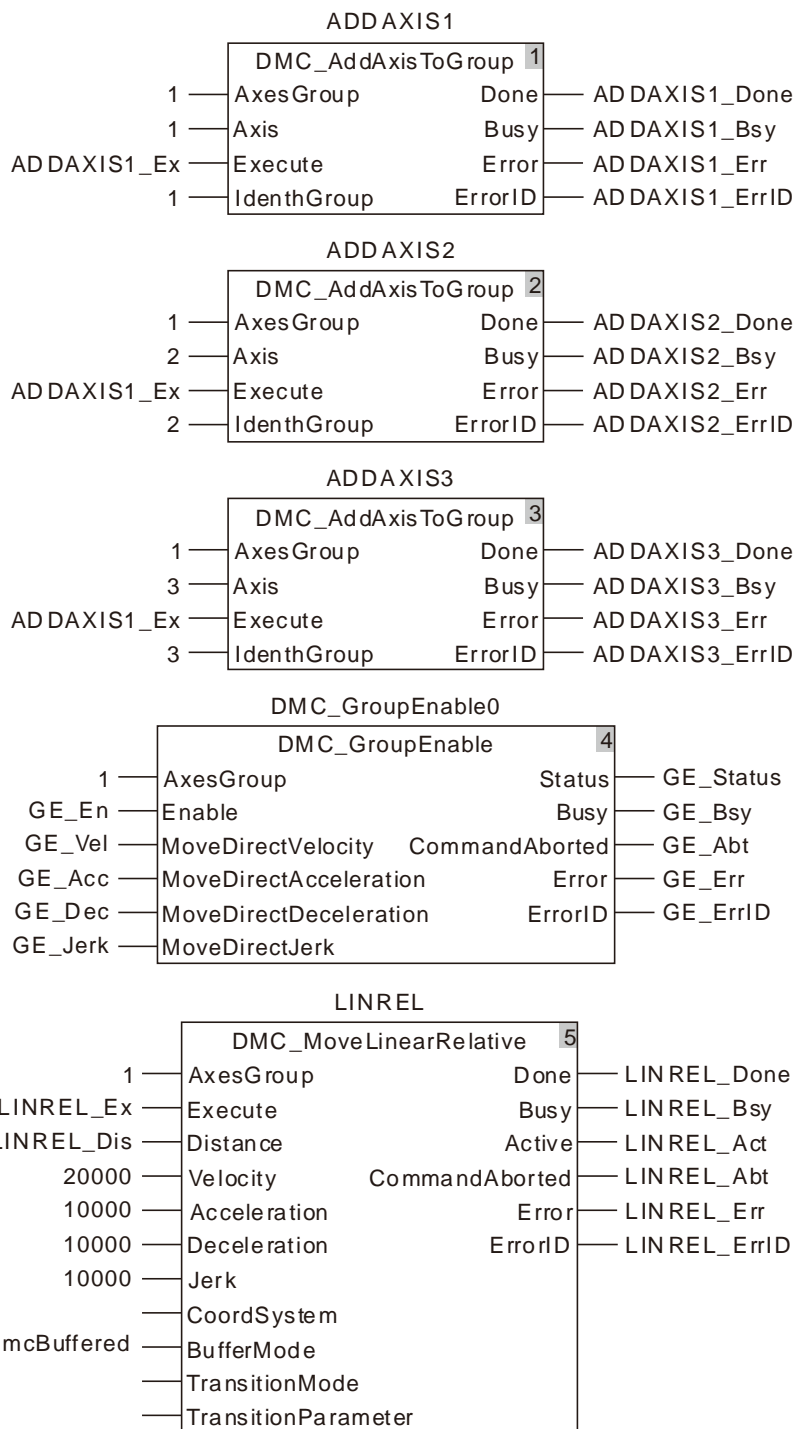 ADDAXIS1
DMC_AddAxisToGroup 1
1 AxesGroup Done ADDAXIS1_Done
1 Axis Busy ADDAXIS1_Bsy
ADDAXIS1_Ex Execute Error ADDAXIS1_Err
1 IdenthGroup ErrorID ADDAXIS1_ErrID
ADDAXIS2
DMC_AddAxisToGroup 2
1 AxesGroup Done ADDAXIS2_Done
2 Axis Busy ADDAXIS2_Bsy
ADDAXIS1_Ex Execute Error ADDAXIS2_Err
2 IdenthGroup ErrorID ADDAXIS2_ErrID
ADDAXIS3
DMC_AddAxisToGroup 3
1 AxesGroup Done ADDAXIS3_Done
3 Axis Busy ADDAXIS3_Bsy
ADDAXIS1_Ex Execute Error ADDAXIS3_Err
3 IdenthGroup ErrorID ADDAXIS3_ErrID
DMC_GroupEnable0
DMC_GroupEnable 4
1 AxesGroup Status GE_Status
GE_En Enable Busy GE_Bsy
GE_Vel MoveDirectVelocity CommandAborted GE_Abt
GE_Acc MoveDirectAcceleration Error GE_Err
GE_Dec MoveDirectDeceleration ErrorID GE_ErrID
GE_Jerk MoveDirectJerk
LINREL
DMC_MoveLinearRelative 5
1 AxesGroup Done LINREL_Done
LINREL_Ex Execute Busy LINREL_Bsy
LINREL_Dis Distance Active LINREL_Act
20000 Velocity CommandAborted LINREL_Abt
10000 Acceleration Error LINREL_Err
10000 Deceleration ErrorID LINREL_ErrID
10000 Jerk
CoordSystem
mcBuffered BufferMode
TransitionMode
TransitionParameter